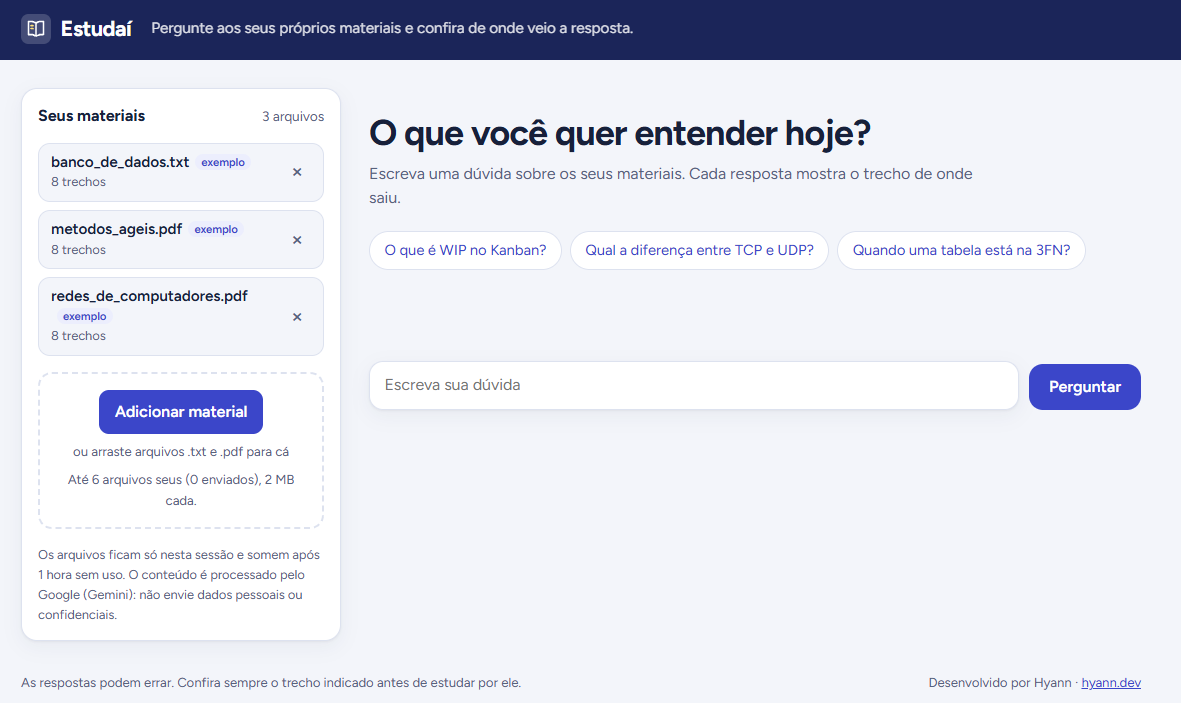 Estudaí
Pergunte aos seus próprios materiais e confira de onde veio a resposta.
Seus materiais
3 arquivos
banco_de_dados.txt exemplo
8 trechos
×
metodos_ageis.pdf exemplo
8 trechos
×
redes_de_computadores.pdf
exemplo
8 trechos
×
Adicionar material
ou arraste arquivos .txt e .pdf para cá
Até 6 arquivos seus (0 enviados), 2 MB
cada.
Os arquivos ficam só nesta sessão e somem após
1 hora sem uso. O conteúdo é processado pelo
Google (Gemini): não envie dados pessoais ou
confidenciais.
O que você quer entender hoje?
Escreva uma dúvida sobre os seus materiais. Cada resposta mostra o trecho de onde
saiu.
O que é WIP no Kanban?
Qual a diferença entre TCP e UDP?
Quando uma tabela está na 3FN?
Escreva sua dúvida
Perguntar
As respostas podem errar. Confira sempre o trecho indicado antes de estudar por ele.
Desenvolvido por Hyann · hyann.dev